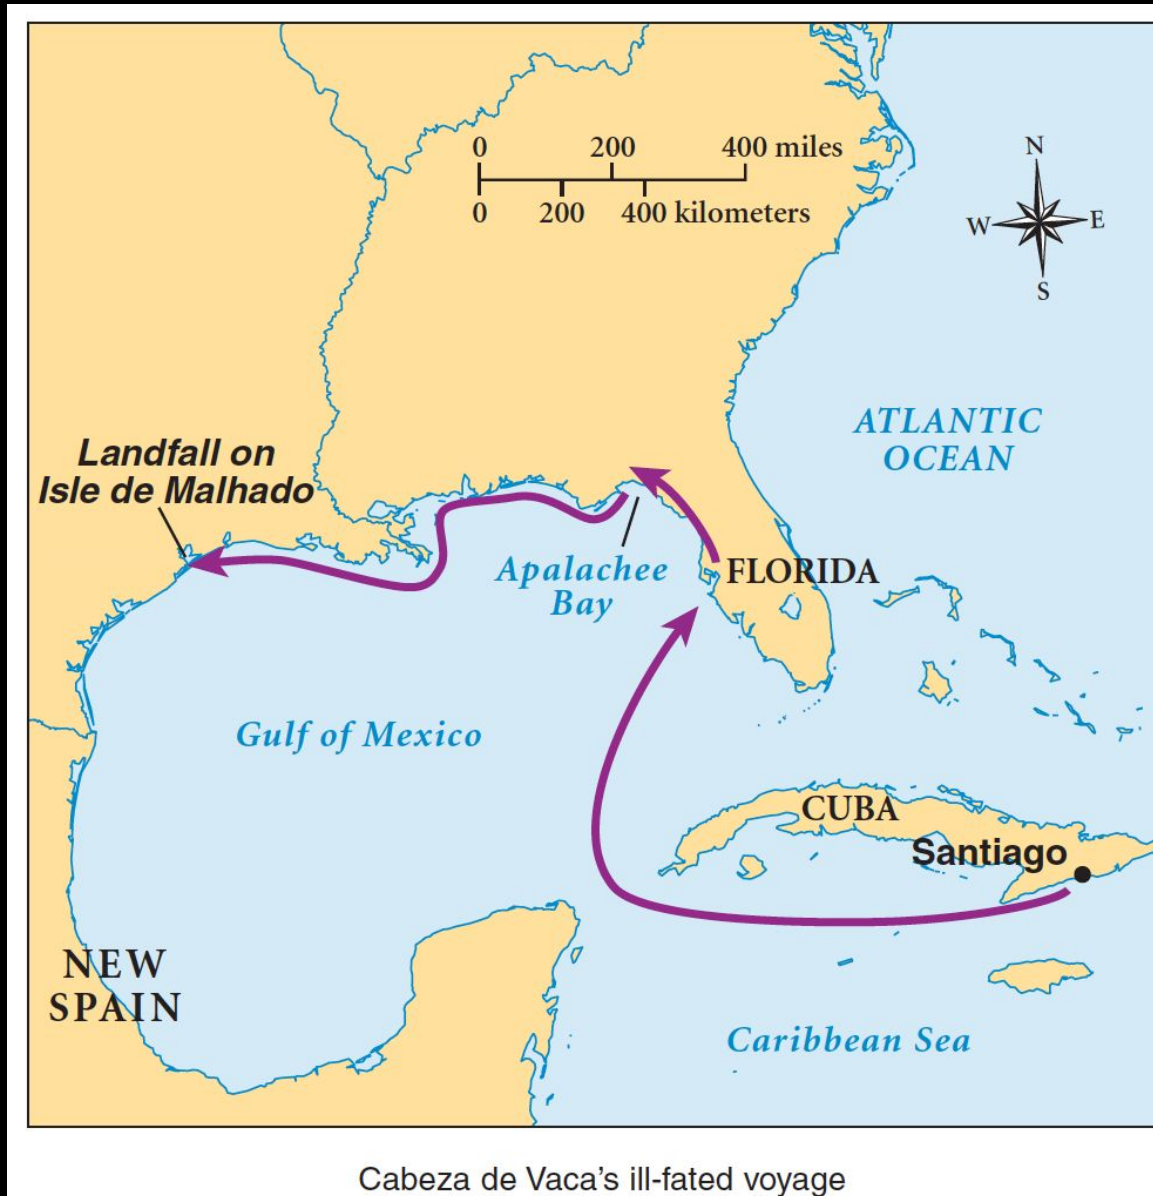 0 200 400 miles
0 200 400 kilometers
N
W E
S
ATLANTIC
OCEAN
Landfall on
Isle de Malhado
Apalachee
Bay
FLORIDA
Gulf of Mexico
CUBA
Santiago
NEW
SPAIN
Caribbean Sea
Cabeza de Vaca's ill-fated voyage